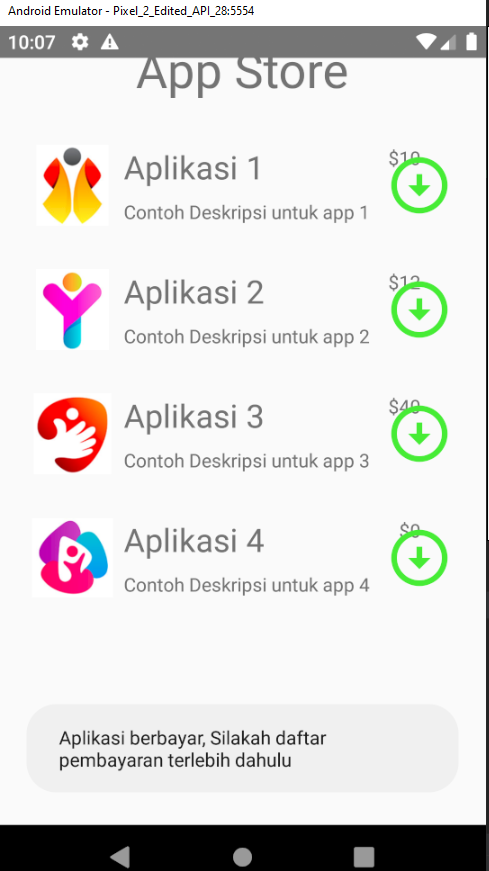 Android Emulator - Pixel_2_Edited_API_28:5554
10:07
App Store
Aplikasi 1
$10
Contoh Deskripsi untuk app 1
Aplikasi 2
$12
Contoh Deskripsi untuk app 2
Aplikasi 3
$49
Contoh Deskripsi untuk app 3
Aplikasi 4
$0
Contoh Deskripsi untuk app 4
Aplikasi berbayar, Silakah daftar
pembayaran terlebih dahulu